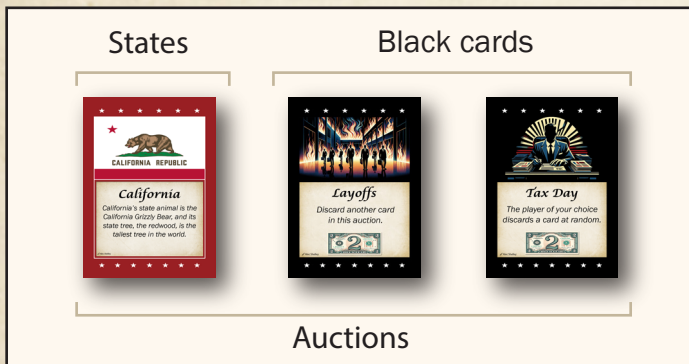 States
Black cards
CALIFORNIA REPUBLIC
California
California's state animal is the
California Grizzly Bear, and its
state tree, the redwood, is the
tallest tree in the world.
Layoffs
Discard another card
in this auction.
2
Tax Day
The player of your choice
discards a card at random.
2
Auctions